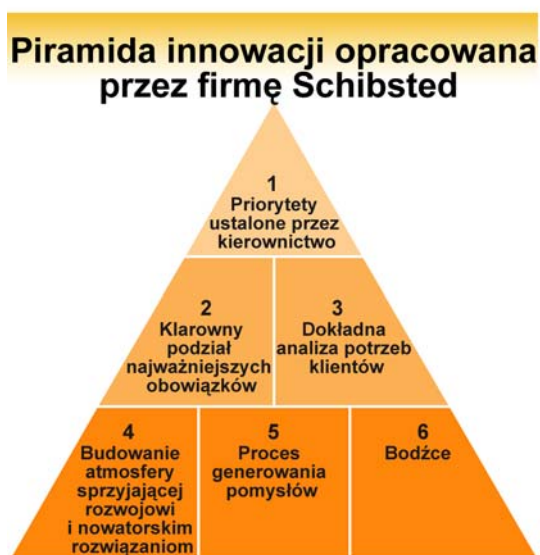 Piramida innowacji opracowana
przez firmę Schibsted
1
Priorytety
ustalone przez
kierownictwo
2
Klarowny
podział
najważniejszych
obowiązków
3
Dokładna
analiza potrzeb
klientów
4
Budowanie
atmosfery
sprzyjającej
rozwojowi
i nowatorskim
rozwiązaniom
5
Proces
generowania
pomysłów
6
Bodźce